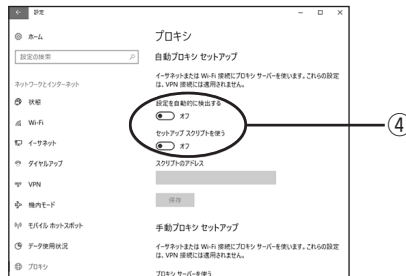 設定
ホーム
設定の検索
ネットワークとインターネット
状態
Wi-Fi
イーサネット
ダイヤルアップ
VPN
機内モード
モバイル ホットスポット
データ使用状況
プロキシ
プロキシ
自動プロキシ セットアップ
イーサネットまたは Wi-Fi 接続にプロキシ サーバーを使います。これらの設定
は、VPN 接続には適用されません。
設定を自動的に検出する
オフ
セットアップ スクリプトを使う
オフ
スクリプトのアドレス
保存
手動プロキシ セットアップ
イーサネットまたは Wi-Fi 接続にプロキシ サーバーを使います。これらの設定
は、VPN 接続には適用されません。
プロキシ サーバーを使う
④